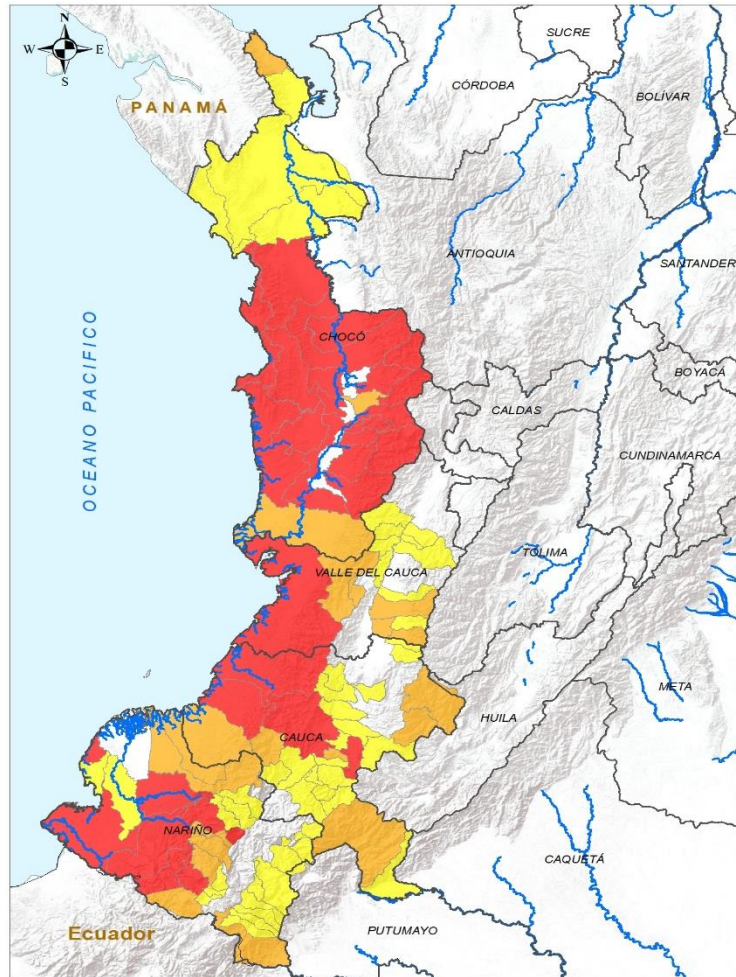 N
W E
S
SUCRE
CÓRDOBA
PANAMÁ
BOLÍVAR
ANTIOQUIA
SANTANDER
OCEANO PACIFICO
CHOCÓ
BOYACÁ
CALDAS
CUNDINAMARCA
TOLIMA
VALLE DEL CAUCA
META
HUILA
CAUCA
NARIÑO
CAQUETÁ
Ecuador
PUTUMAYO